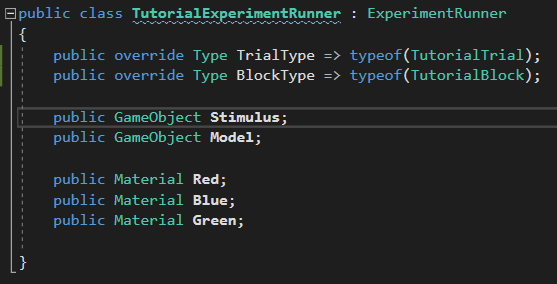 public class TutorialExperimentRunner : ExperimentRunner
{
public override Type TrialType => typeof(TutorialTrial);
public override Type BlockType => typeof(TutorialBlock);
public GameObject Stimulus;
public GameObject Model;
public Material Red;
public Material Blue;
public Material Green;
}